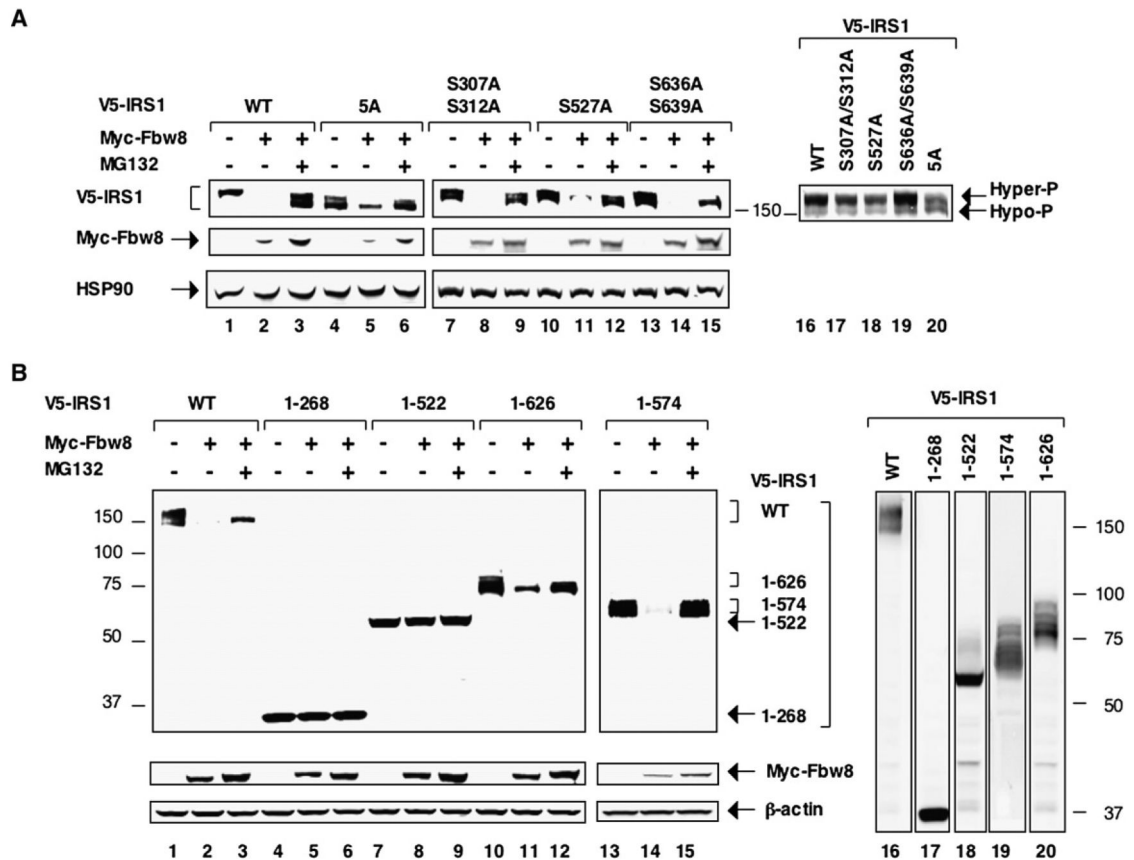 A
V5-IRS1
S307A S636A
V5-IRS1 WT 5A S312A S527A S639A
Myc-Fbw8 - + + - + + - + + - + + - + +
MG132 - - + - - + - - + - - + - - +
WT S307A/S312A S527A S636A/S639A 5A
V5-IRS1
150
Hyper-P
Hypo-P
Myc-Fbw8
HSP90
1 2 3 4 5 6 7 8 9 10 11 12 13 14 15 16 17 18 19 20
B
V5-IRS1 WT 1-268 1-522 1-626 1-574
V5-IRS1
Myc-Fbw8 - + + - + + - + + - + + - + +
MG132 - - + - - + - - + - - + - - +
WT 1-268 1-522 1-574 1-626
V5-IRS1
150 WT 150
100 100
75 1-626 75
1-574
1-522
50 50
37 1-268 37
Myc-Fbw8
β-actin
1 2 3 4 5 6 7 8 9 10 11 12 13 14 15 16 17 18 19 20